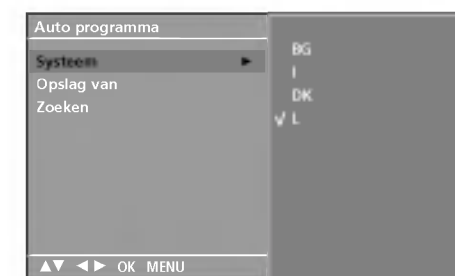 Auto programma
Systeem ►
Opslag van
Zoeken
BG
I
DK
√ L
▲▼ ◄► OK MENU